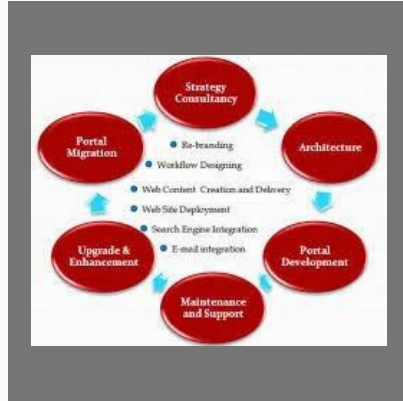 Strategy
Consultancy
Architecture
Portal
Development
Maintenance
and Support
Upgrade &
Enhancement
Portal
Migration
Re-branding
Workflow Designing
Web Content Creation and Delivery
Web Site Deployment
Search Engine Integration
E-mail integration